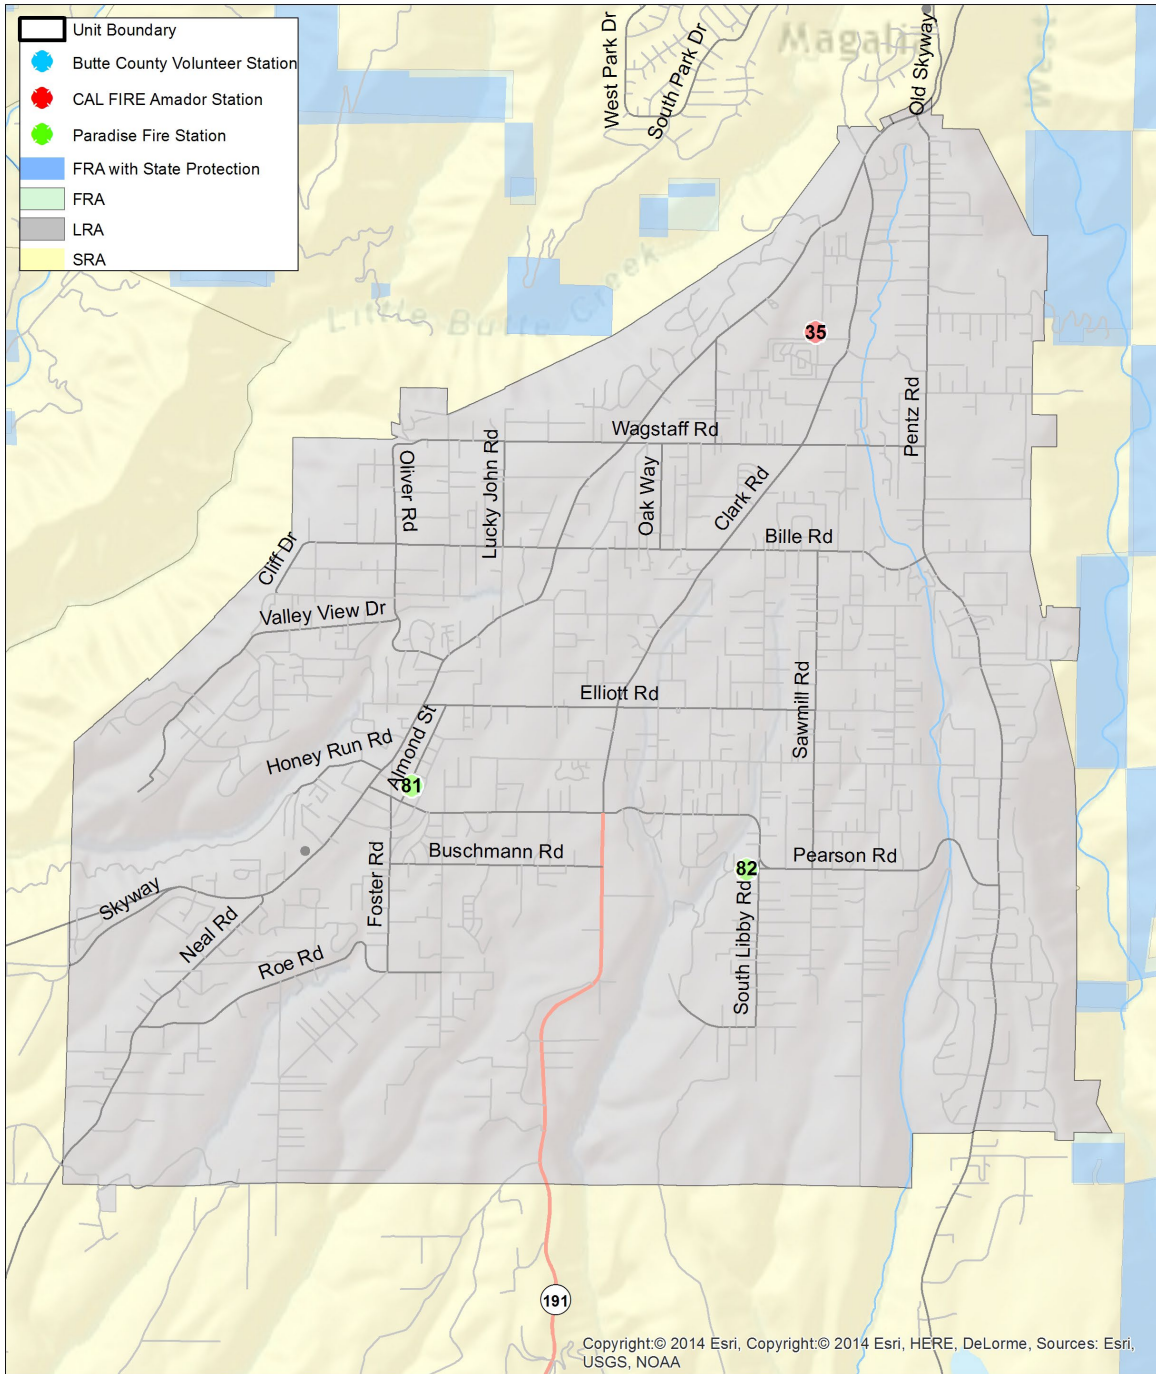 Unit Boundary
Butte County Volunteer Station
CAL FIRE Amador Station
Paradise Fire Station
FRA with State Protection
FRA
LRA
SRA
West Park Dr
South Park Dr
Magali
Old Skyway
West
Little Butte Creek
35
Pentz Rd
Wagstaff Rd
Oliver Rd
Lucky John Rd
Oak Way
Clark Rd
Bille Rd
Cliff Dr
Valley View Dr
Elliott Rd
Sawmill Rd
Almond St
Honey Run Rd
81
Buschmann Rd
Pearson Rd
82
Foster Rd
Skyway
Neal Rd
Roe Rd
South Libby Rd
191
Copyright:© 2014 Esri, Copyright:© 2014 Esri, HERE, DeLorme, Sources: Esri,
USGS, NOAA